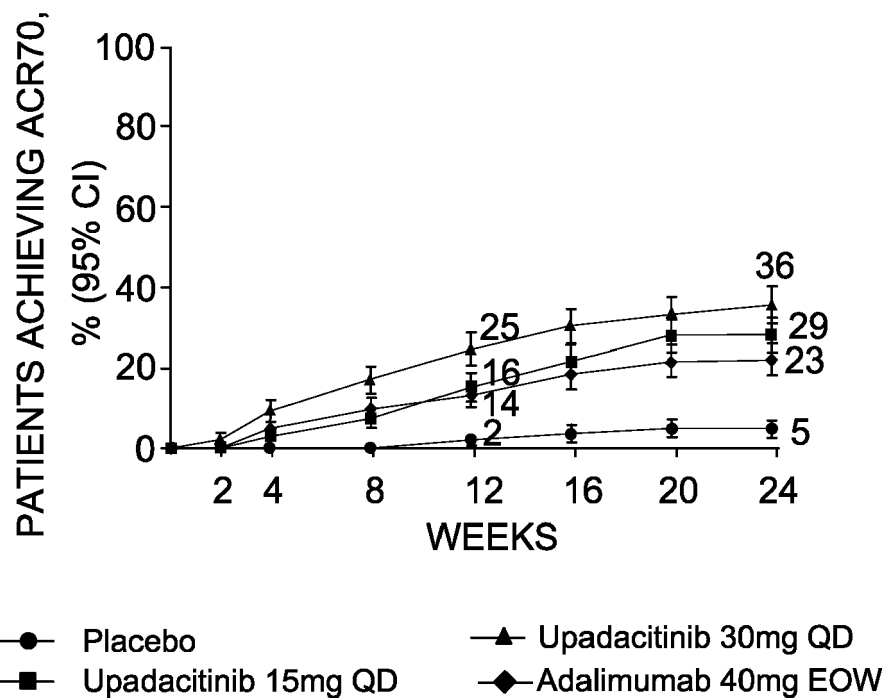 PATIENTS ACHIEVING ACR70,
% (95% CI)
100
80
60
40
20
0
36
25
29
16
23
14
2
5
2 4 8 12 16 20 24
WEEKS
Placebo
Upadacitinib 30mg QD
Upadacitinib 15mg QD
Adalimumab 40mg EOW